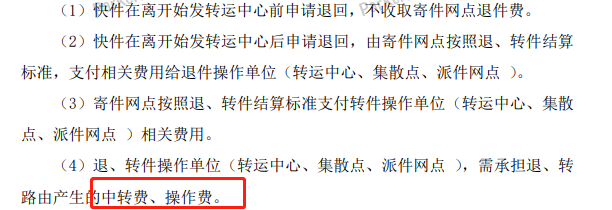 （1）快件在离开始发转运中心前申请退回，不收取寄件网点退件费。
（2）快件在离开始发转运中心后申请退回，由寄件网点按照退、转件结算
标准，支付相关费用给退件操作单位（转运中心、集散点、派件网点 ）。
（3）寄件网点按照退、转件结算标准支付转件操作单位（转运中心、集散
点、派件网点 ）相关费用。
（4）退、转件操作单位（转运中心、集散点、派件网点 ），需承担退、转
路由产生的中转费、操作费。